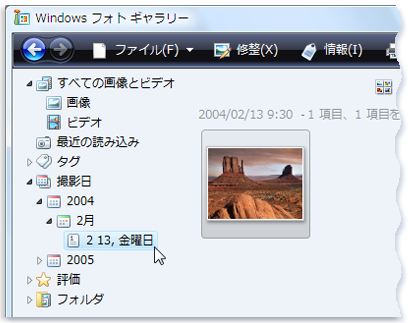 Windows フォト ギャラリー
ファイル(F) 修整(X) 情報(I)
すべての画像とビデオ
画像
ビデオ
最近の読み込み
タグ
撮影日
2004
2月
2 13, 金曜日
2005
評価
フォルダ
2004/02/13 9:30 - 1 項目、1 項目を